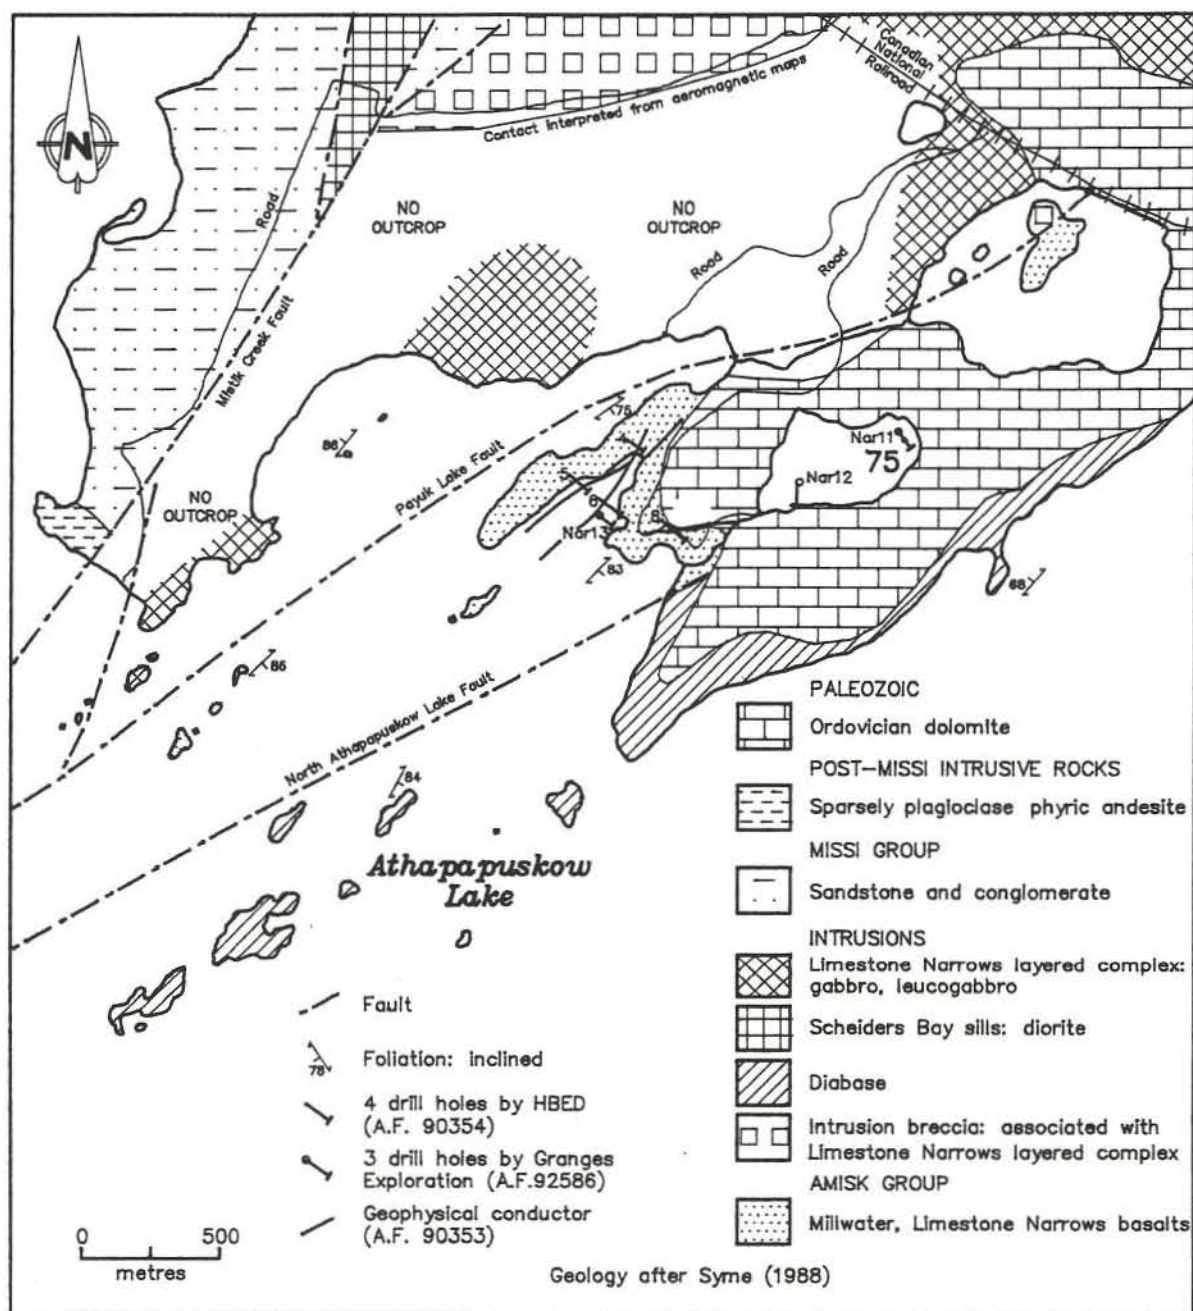 Canadian
National
Railroad
Contact interpreted from aeromagnetic maps
N
Road
NO
OUTCROP
NO
OUTCROP
Road
Road
Mistik Creek Fault
75
86
Payuk Lake Fault
Nar11
75
Nar12
NO
OUTCROP
5
6
8
Nar13
83
68
86
North Athapapuskow Lake Fault
84
Athapapuskow
Lake
PALEOZOIC
Ordovician dolomite
POST-MISSI INTRUSIVE ROCKS
Sparsely plagioclase phyric andesite
MISSI GROUP
Sandstone and conglomerate
INTRUSIONS
Limestone Narrows layered complex:
gabbro, leucogabbro
Scheiders Bay sills: diorite
Diabase
Intrusion breccia: associated with
Limestone Narrows layered complex
AMISK GROUP
Millwater, Limestone Narrows basalts
Fault
78
Foliation: inclined
4 drill holes by HBED
(A.F. 90354)
3 drill holes by Granges
Exploration (A.F.92586)
Geophysical conductor
(A.F. 90353)
0 500
metres
Geology after Syme (1988)